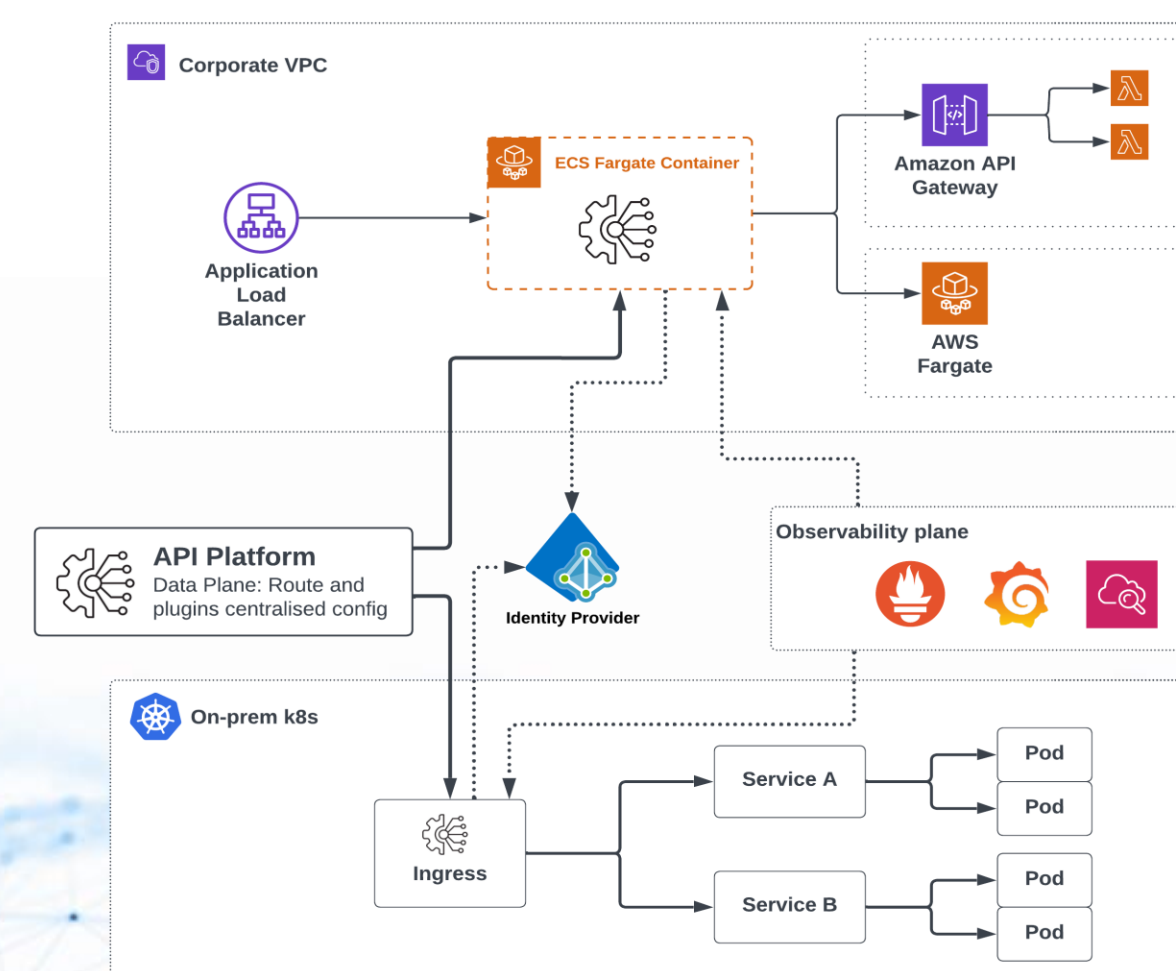 Corporate VPC
ECS Fargate Container
Amazon API
Gateway
Application
Load
Balancer
AWS
Fargate
API Platform
Data Plane: Route and
plugins centralised config
Identity Provider
Observability plane
On-prem k8s
Ingress
Service A
Pod
Pod
Service B
Pod
Pod